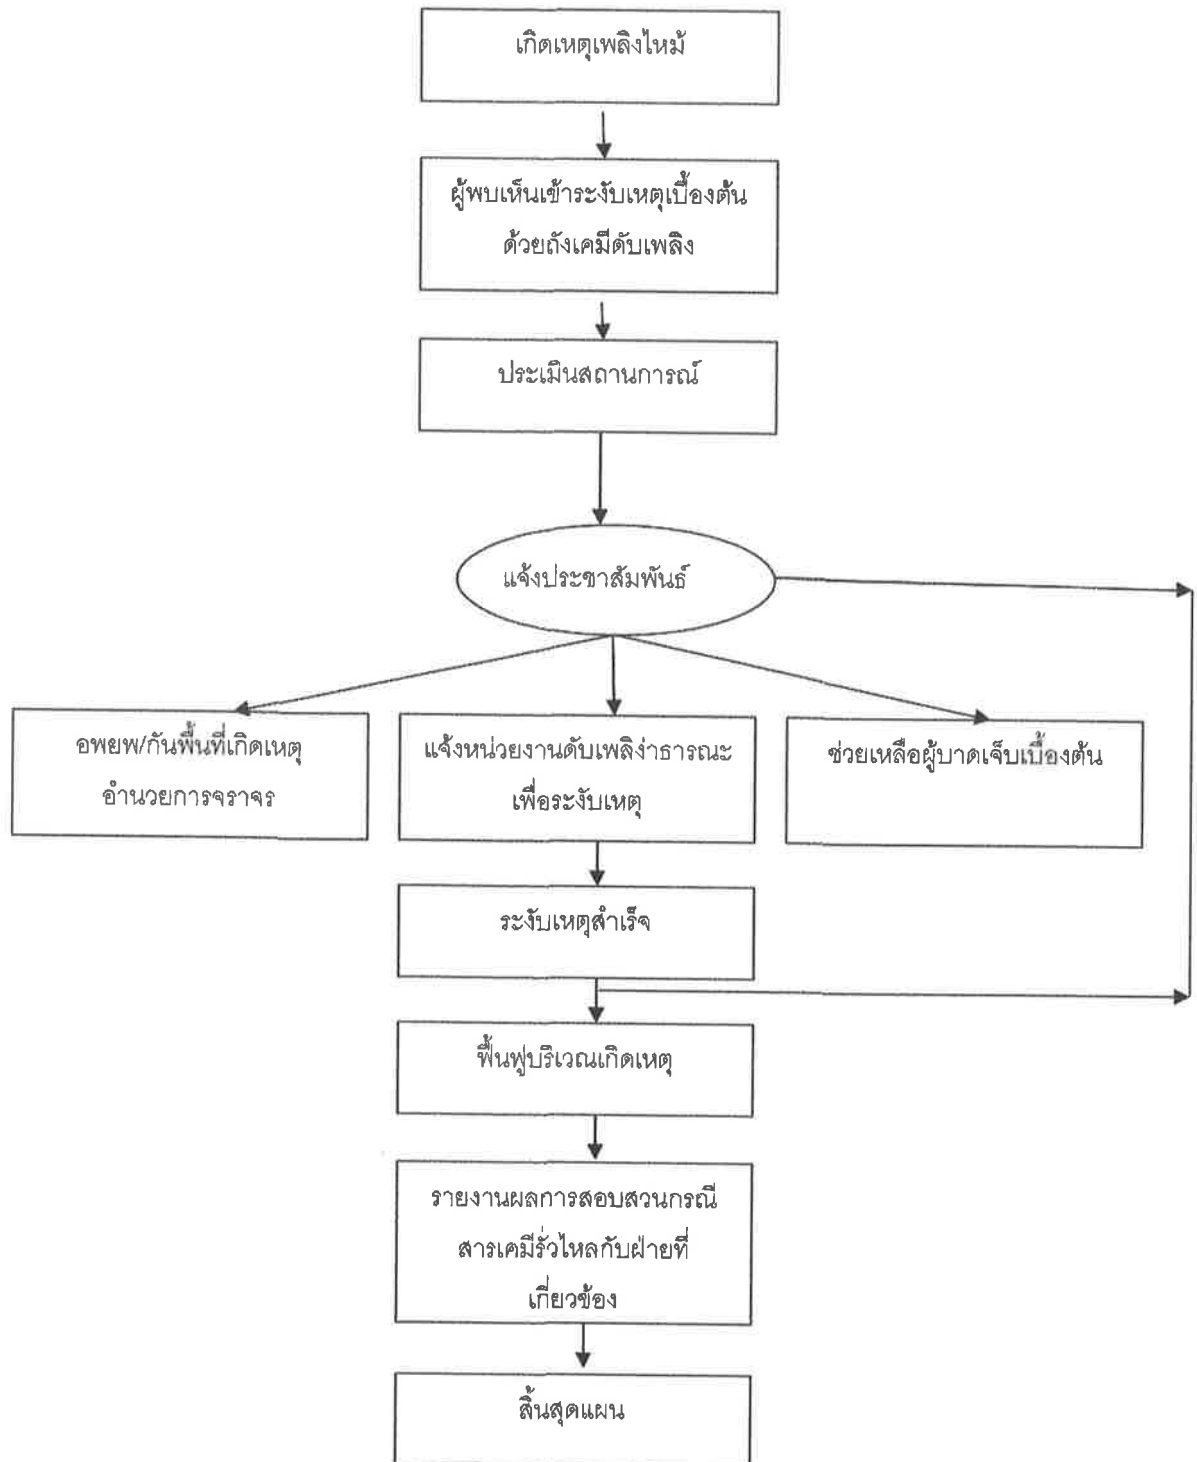 เกิดเหตุเพลิงไหม้
ผู้พบเห็นเข้าระงับเหตุเบื้องต้น
ด้วยถังเคมีดับเพลิง
ประเมินสถานการณ์
แจ้งประชาสัมพันธ์
อพยพ/กันพื้นที่เกิดเหตุ
อำนวยการจราจร
แจ้งหน่วยงานดับเพลิง่าธารณะ
เพื่อระงับเหตุ
ช่วยเหลือผู้บาดเจ็บเบื้องต้น
ระงับเหตุสำเร็จ
ฟื้นฟูบริเวณเกิดเหตุ
รายงานผลการสอบสวนกรณี
สารเคมีรั่วไหลกับฝ่ายที่
เกี่ยวข้อง
สิ้นสุดแผน